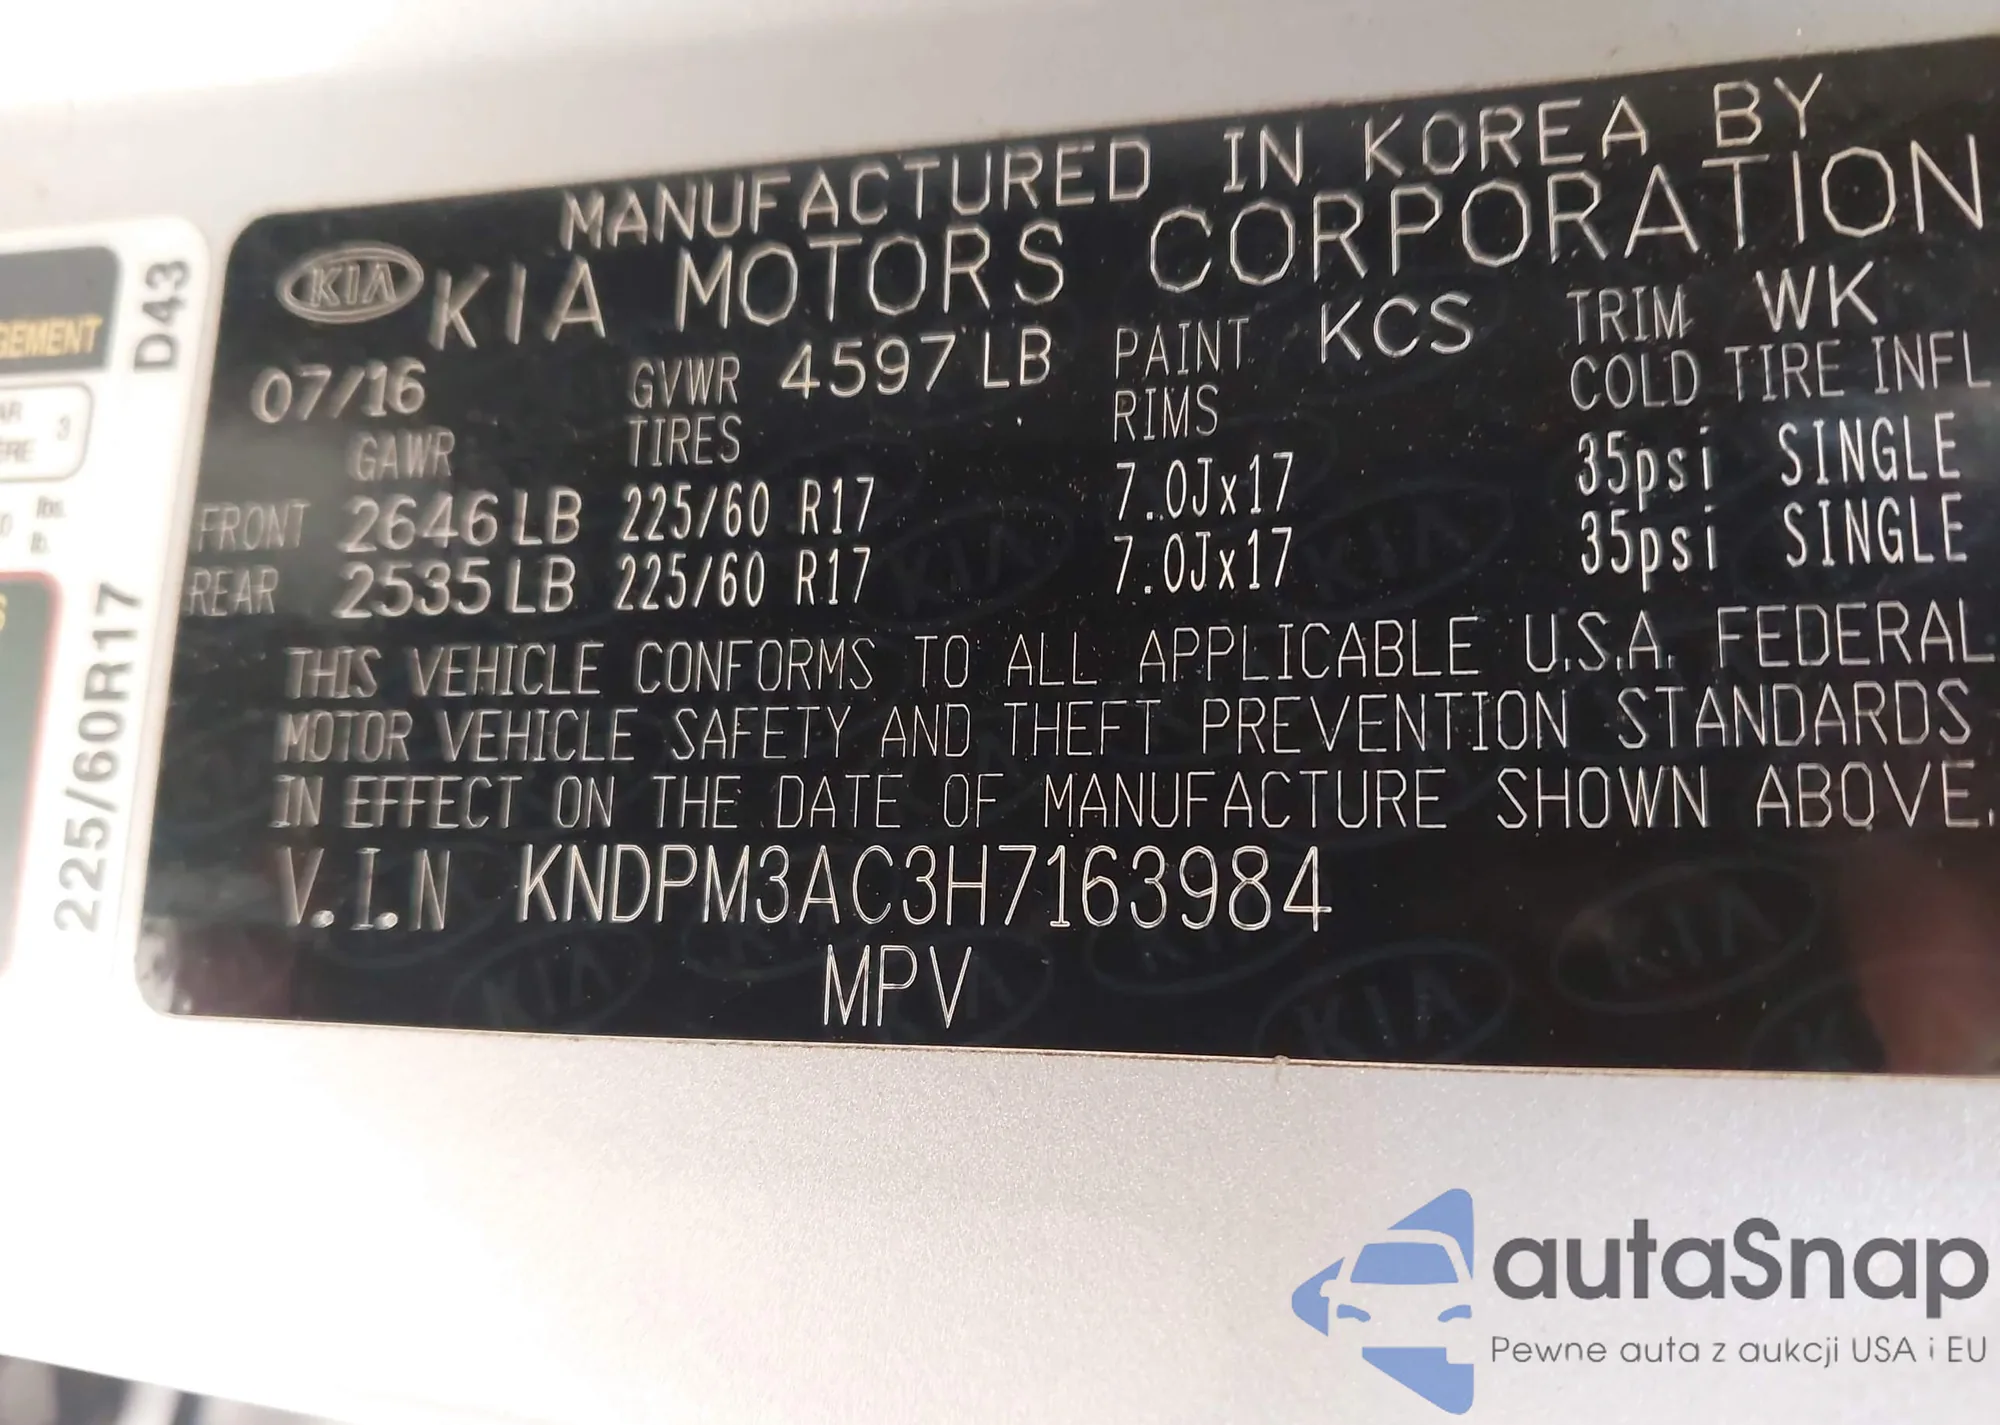 MANUFACTURED IN KOREA BY
KIA KIA MOTORS CORPORATION
07/16 GVWR 4597 LB PAINT KCS TRIM WK
GAWR TIRES RIMS COLD TIRE INFL
FRONT 2646 LB 225/60 R17 7.0Jx17 35psi SINGLE
REAR 2535 LB 225/60 R17 7.0Jx17 35psi SINGLE
THIS VEHICLE CONFORMS TO ALL APPLICABLE U.S.A. FEDERAL
MOTOR VEHICLE SAFETY AND THEFT PREVENTION STANDARDS
IN EFFECT ON THE DATE OF MANUFACTURE SHOWN ABOVE.
V.I.N KNDPM3AC3H7163984
MPV
D43
225/60R17
3
lbs.
lb.
autaSnap
Pewne auta z aukcji USA i EU